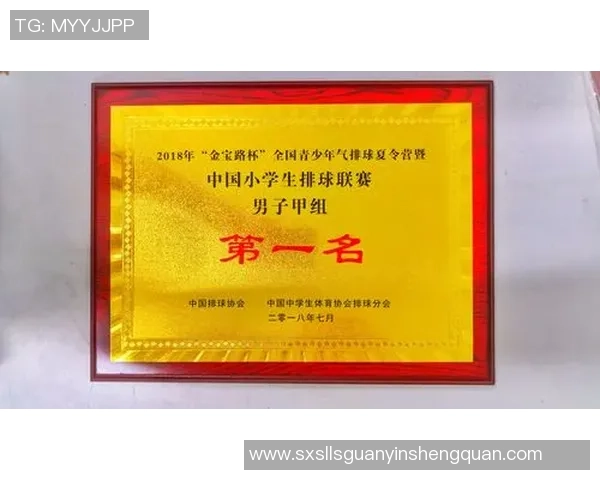 TG: MYYJJPP
2018年“金宝路杯”全国青少年气排球夏令营暨
中国小学生排球联赛
男子甲组
第一名
中国排球协会 中国中学生体育协会排球分会
二零一八年七月
www.sxsllsguanyinshengquan.com